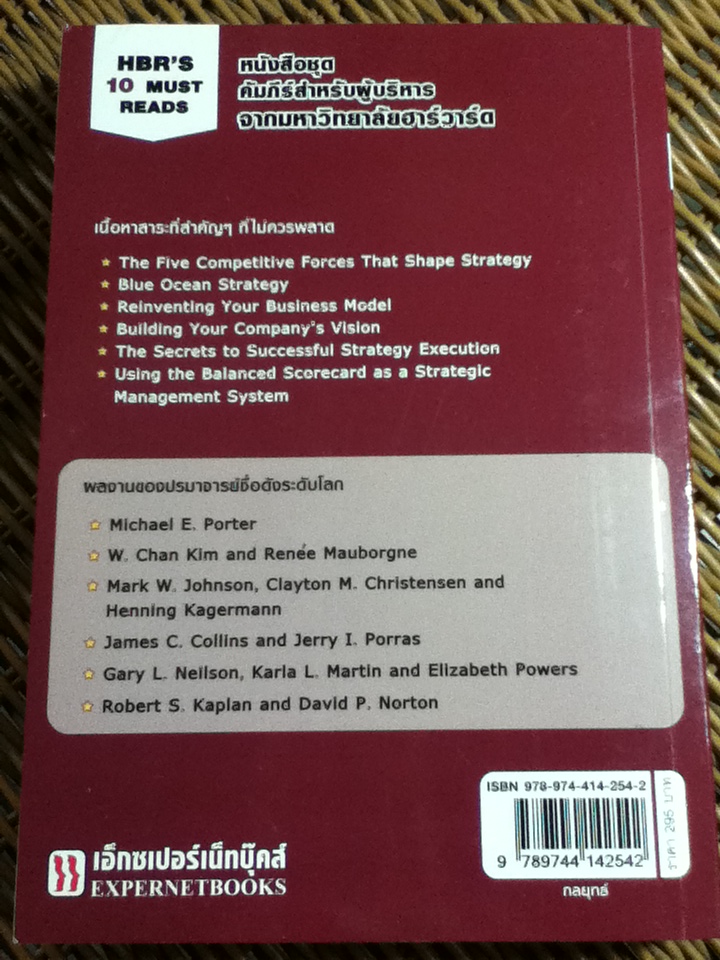 HBR'S
10 MUST
READS
หนังสือชุด
คัมภีร์สำหรับผู้บริหาร
จากมหาวิทยาลัยฮาร์วาร์ด
เนื้อหาสาระที่สำคัญๆ ที่ไม่ควรพลาด
The Five Competitive Forces That Shape Strategy
Blue Ocean Strategy
Reinventing Your Business Model
Building Your Company's Vision
The Secrets to Successful Strategy Execution
Using the Balanced Scorecard as a Strategic
Management System
ผลงานของปรมาจารย์ชื่อดังระดับโลก
Michael E. Porter
W. Chan Kim and Renée Mauborgne
Mark W. Johnson, Clayton M. Christensen and
Henning Kagermann
James C. Collins and Jerry I. Porras
Gary L. Neilson, Karla L. Martin and Elizabeth Powers
Robert S. Kaplan and David P. Norton
ISBN 978-974-414-254-2
9 789744 142542
ราคา 295 บาท
กลยุทธ์
เอ็กซเปอร์เน็ทบุ๊คส์
EXPERNETBOOKS